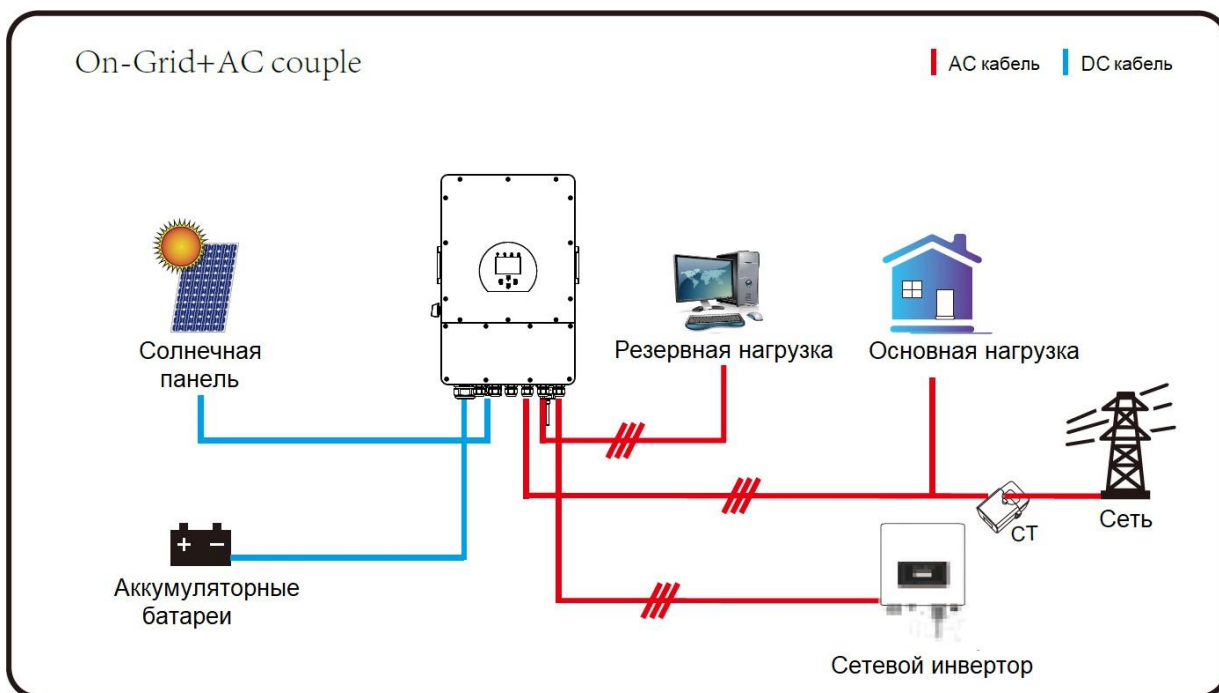 On-Grid+AC couple
AC кабель
DC кабель
Солнечная
панель
Резервная нагрузка
Основная нагрузка
Сеть
CT
Аккумуляторные
батареи
Сетевой инвертор